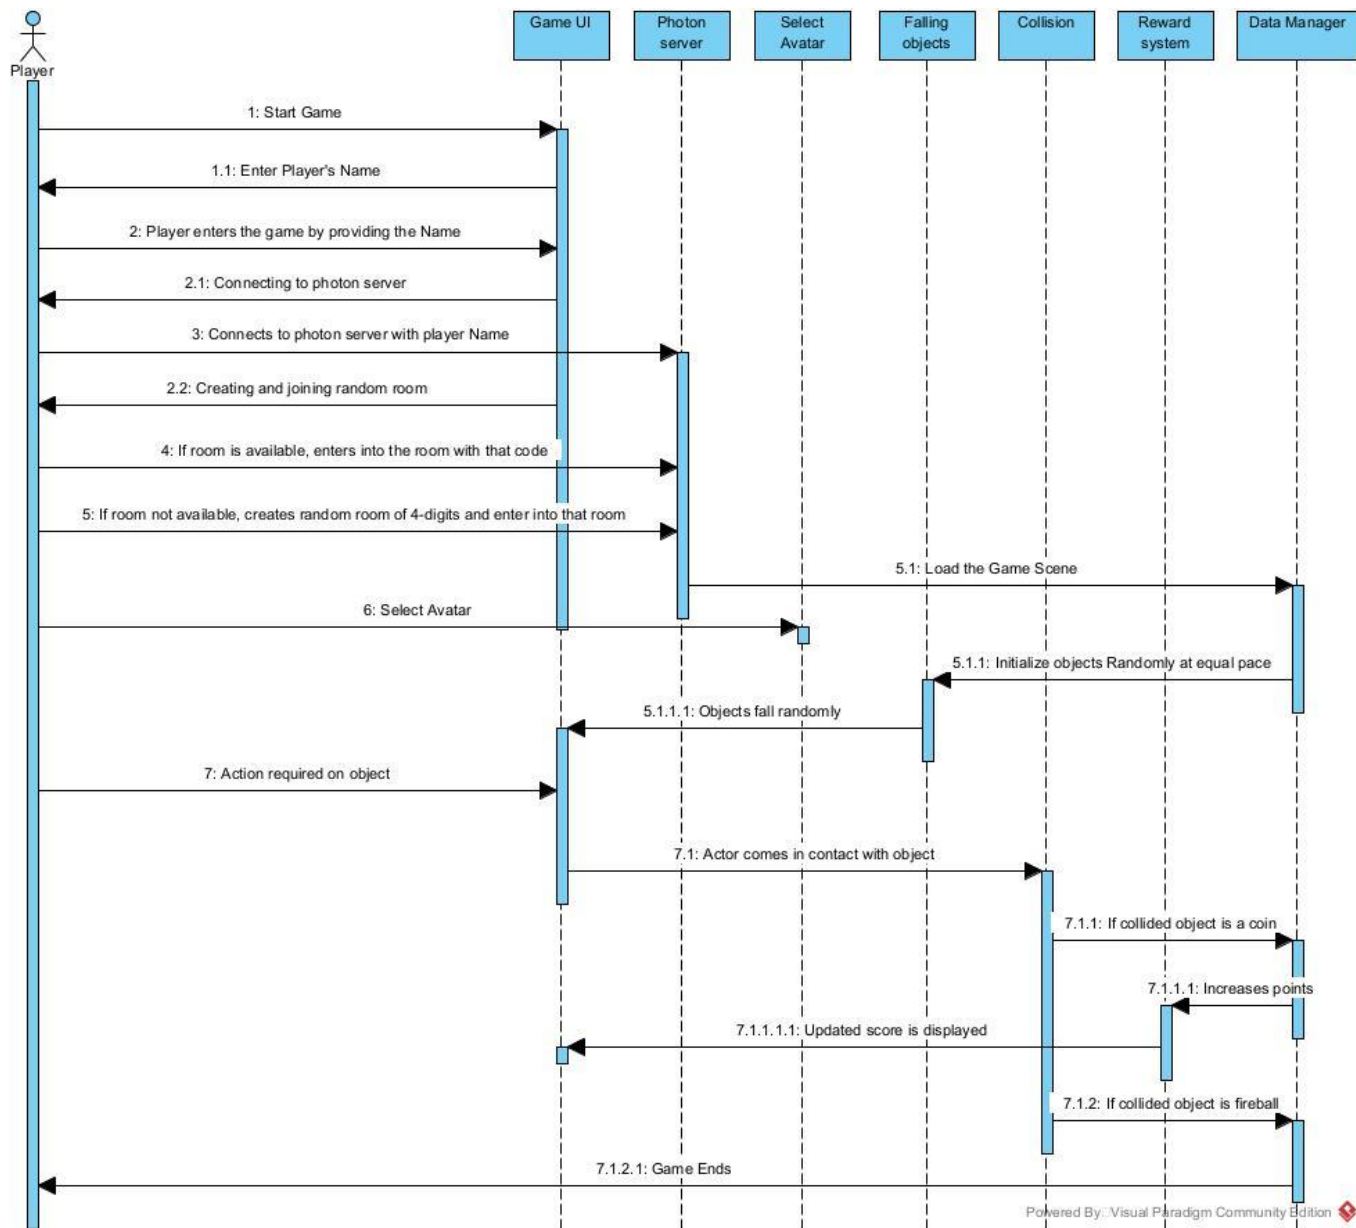 Game UI
Photon
server
Select
Avatar
Falling
objects
Collision
Reward
system
Data Manager
Player
1: Start Game
1.1: Enter Player's Name
2: Player enters the game by providing the Name
2.1: Connecting to photon server
3: Connects to photon server with player Name
2.2: Creating and joining random room
4: If room is available, enters into the room with that code
5: If room not available, creates random room of 4-digits and enter into that room
5.1: Load the Game Scene
6: Select Avatar
5.1.1: Initialize objects Randomly at equal pace
5.1.1.1: Objects fall randomly
7: Action required on object
7.1: Actor comes in contact with object
7.1.1: If collided object is a coin
7.1.1.1: Increases points
7.1.1.1.1: Updated score is displayed
7.1.2: If collided object is fireball
7.1.2.1: Game Ends
Powered By: Visual Paradigm Community Edition